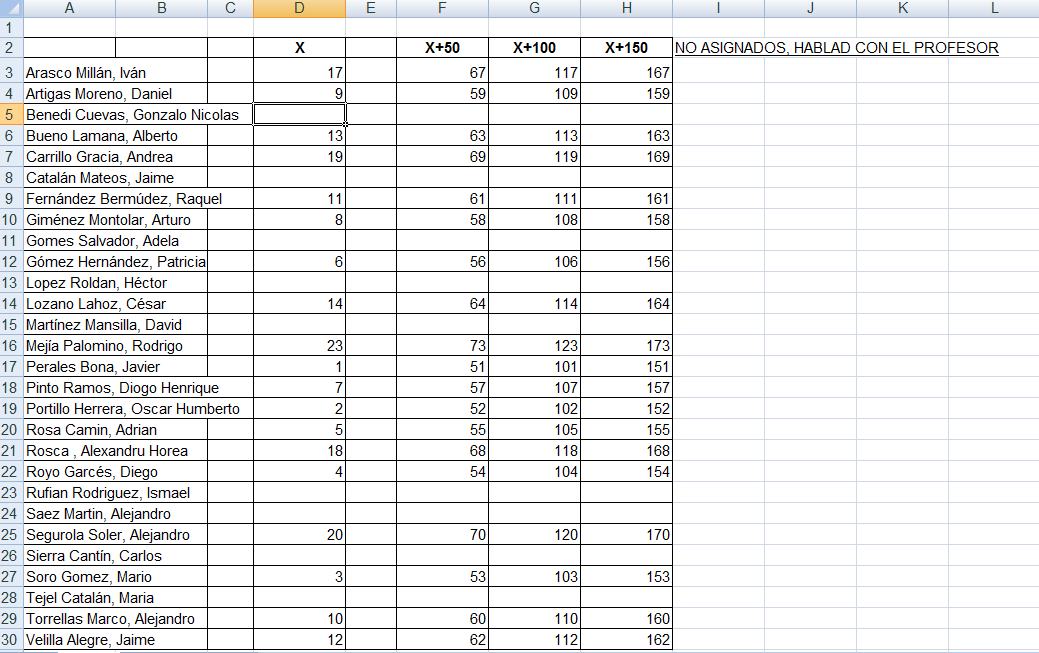 A B C D E F G H I J K L
1
2 X X+50 X+100 X+150 NO ASIGNADOS, HABLAD CON EL PROFESOR
3 Arasco Millán, Iván 17 67 117 167
4 Artigas Moreno, Daniel 9 59 109 159
5 Benedi Cuevas, Gonzalo Nicolas
6 Bueno Lamana, Alberto 13 63 113 163
7 Carrillo Gracia, Andrea 19 69 119 169
8 Catalán Mateos, Jaime
9 Fernández Bermúdez, Raquel 11 61 111 161
10 Giménez Montolar, Arturo 8 58 108 158
11 Gomes Salvador, Adela
12 Gómez Hernández, Patricia 6 56 106 156
13 Lopez Roldan, Héctor
14 Lozano Lahoz, César 14 64 114 164
15 Martínez Mansilla, David
16 Mejía Palomino, Rodrigo 23 73 123 173
17 Perales Bona, Javier 1 51 101 151
18 Pinto Ramos, Diogo Henrique 7 57 107 157
19 Portillo Herrera, Oscar Humberto 2 52 102 152
20 Rosa Camin, Adrian 5 55 105 155
21 Rosca , Alexandru Horea 18 68 118 168
22 Royo Garcés, Diego 4 54 104 154
23 Rufian Rodriguez, Ismael
24 Saez Martin, Alejandro
25 Segurola Soler, Alejandro 20 70 120 170
26 Sierra Cantín, Carlos
27 Soro Gomez, Mario 3 53 103 153
28 Tejel Catalán, Maria
29 Torrellas Marco, Alejandro 10 60 110 160
30 Velilla Alegre, Jaime 12 62 112 162